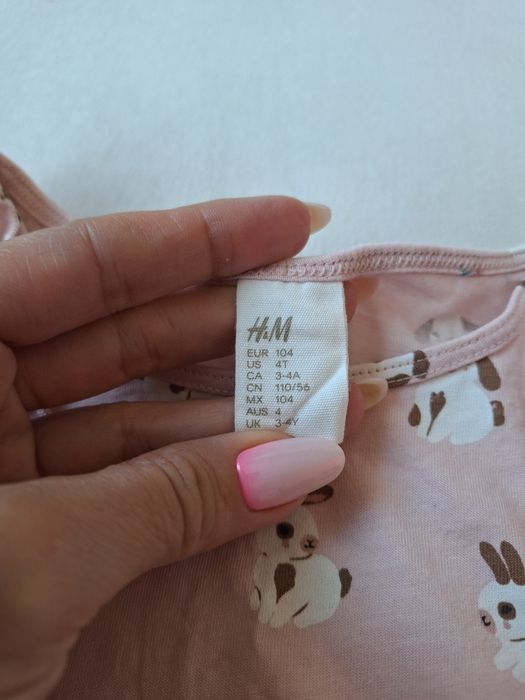 H&M
EUR 104
US 4T
CA 3-4A
CN 110/56
MX 104
AUS 4
UK 3-4Y